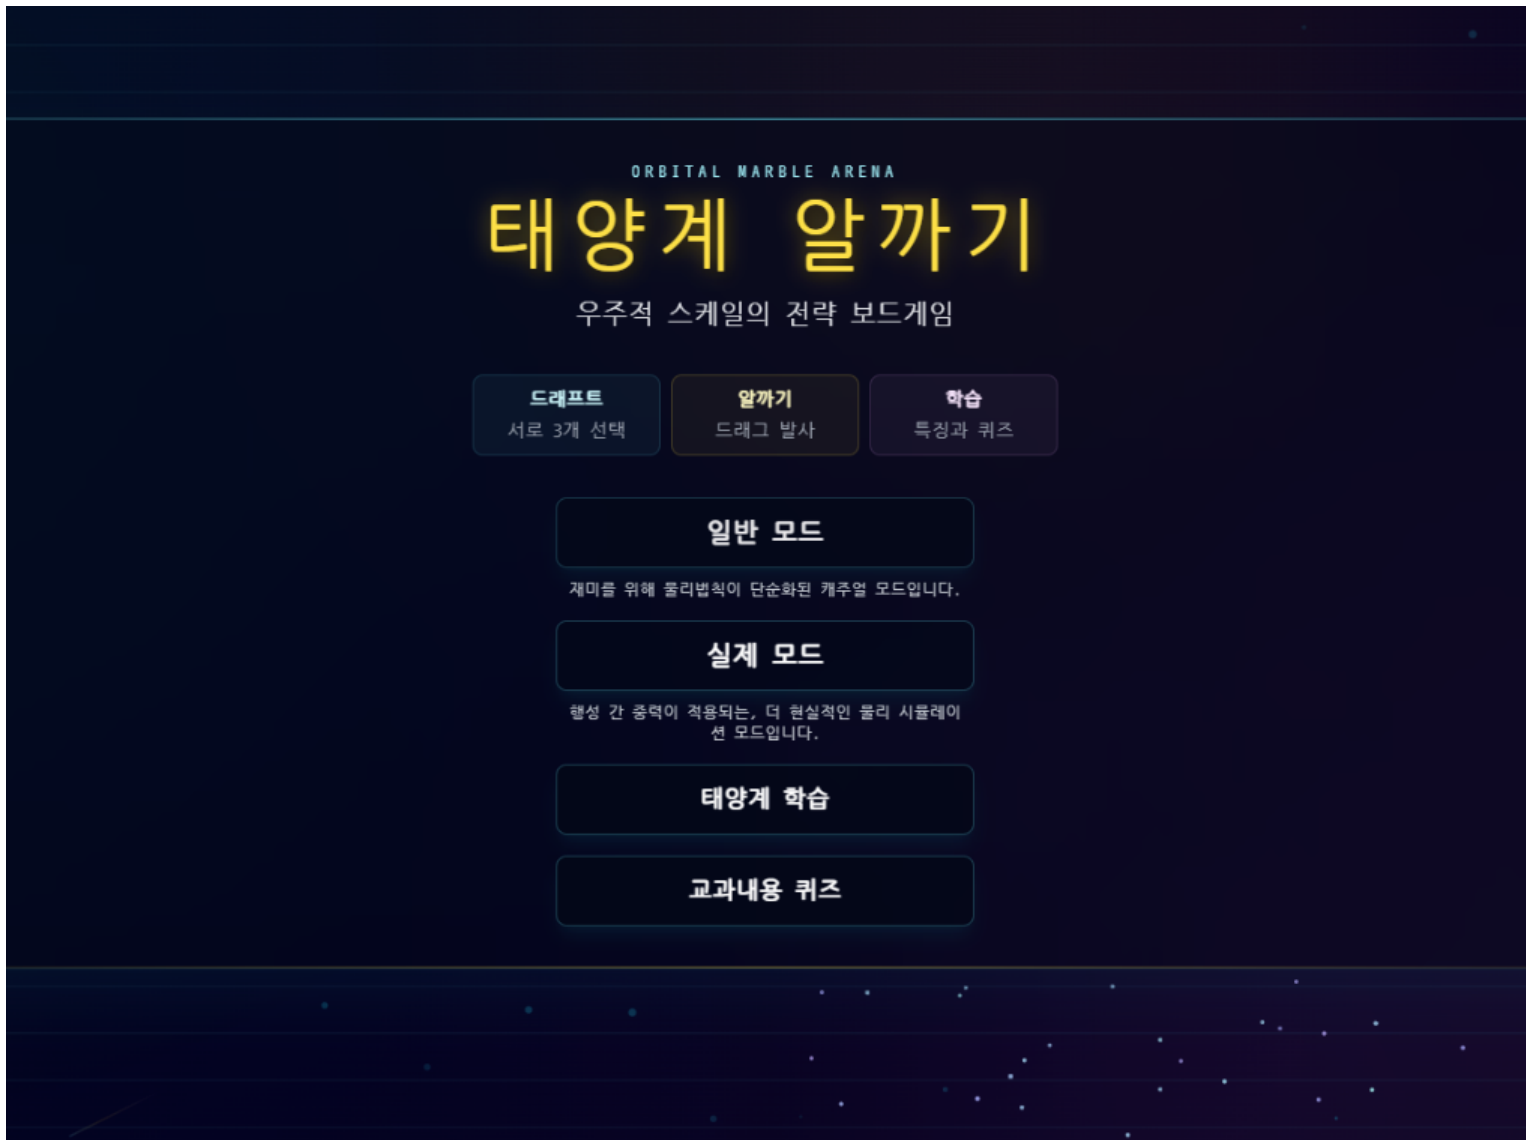 ORBITAL MARBLE ARENA
태양계 알까기
우주적 스케일의 전략 보드게임
드래프트
서로 3개 선택
알까기
드래그 발사
학습
특징과 퀴즈
일반 모드
재미를 위해 물리법칙이 단순화된 캐주얼 모드입니다.
실제 모드
행성 간 중력이 적용되는, 더 현실적인 물리 시뮬레이
션 모드입니다.
태양계 학습
교과내용 퀴즈